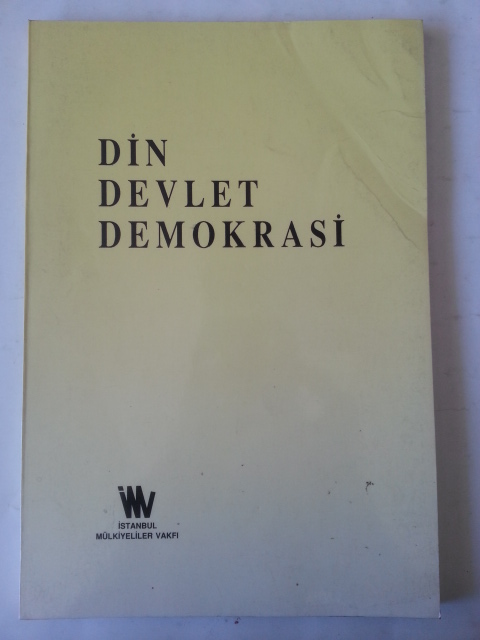 DİN
DEVLET
DEMOKRASİ
İMV
İSTANBUL
MÜLKİYELİLER VAKFI